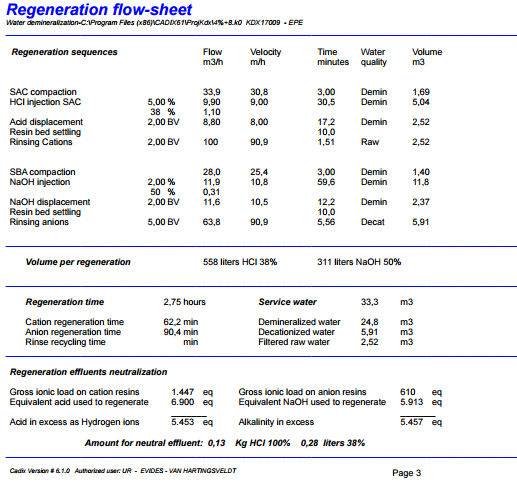 Regeneration flow-sheet
Water demineralization-C:\Program Files (x86)\CADIX61\ProjKdx\4%+8.k0 KDX17009 - EPE
Regeneration sequences Flow Velocity Time Water Volume
m3/h m/h minutes quality m3
SAC compaction 33,9 30,8 3,00 Demin 1,69
HCl injection SAC 5,00 % 9,90 9,00 30,5 Demin 5,04
38 % 1,10
Acid displacement 2,00 BV 8,80 8,00 17,2 Demin 2,52
Resin bed settling 10,0
Rinsing Cations 2,00 BV 100 90,9 1,51 Raw 2,52
SBA compaction 28,0 25,4 3,00 Demin 1,40
NaOH injection 2,00 % 11,9 10,8 59,6 Demin 11,8
50 % 0,31
NaOH displacement 2,00 BV 11,6 10,5 12,2 Demin 2,37
Resin bed settling 10,0
Rinsing anions 5,00 BV 63,8 90,9 5,56 Decat 5,91
Volume per regeneration 558 liters HCl 38% 311 liters NaOH 50%
Regeneration time 2,75 hours Service water 33,3 m3
Cation regeneration time 62,2 min Demineralized water 24,8 m3
Anion regeneration time 90,4 min Decationized water 5,91 m3
Rinse recycling time min Filtered raw water 2,52 m3
Regeneration effluents neutralization
Gross ionic load on cation resins 1.447 eq Gross ionic load on anion resins 610 eq
Equivalent acid used to regenerate 6.900 eq Equivalent NaOH used to regenerate 5.913 eq
Acid in excess as Hydrogen ions 5.453 eq Alkalinity in excess 5.457 eq
Amount for neutral effluent: 0,13 Kg HCl 100% 0,28 liters 38%
Cadix Version # 6.1.0 Authorized user: UR - EVIDES - VAN HARTINGSVELDT
Page 3